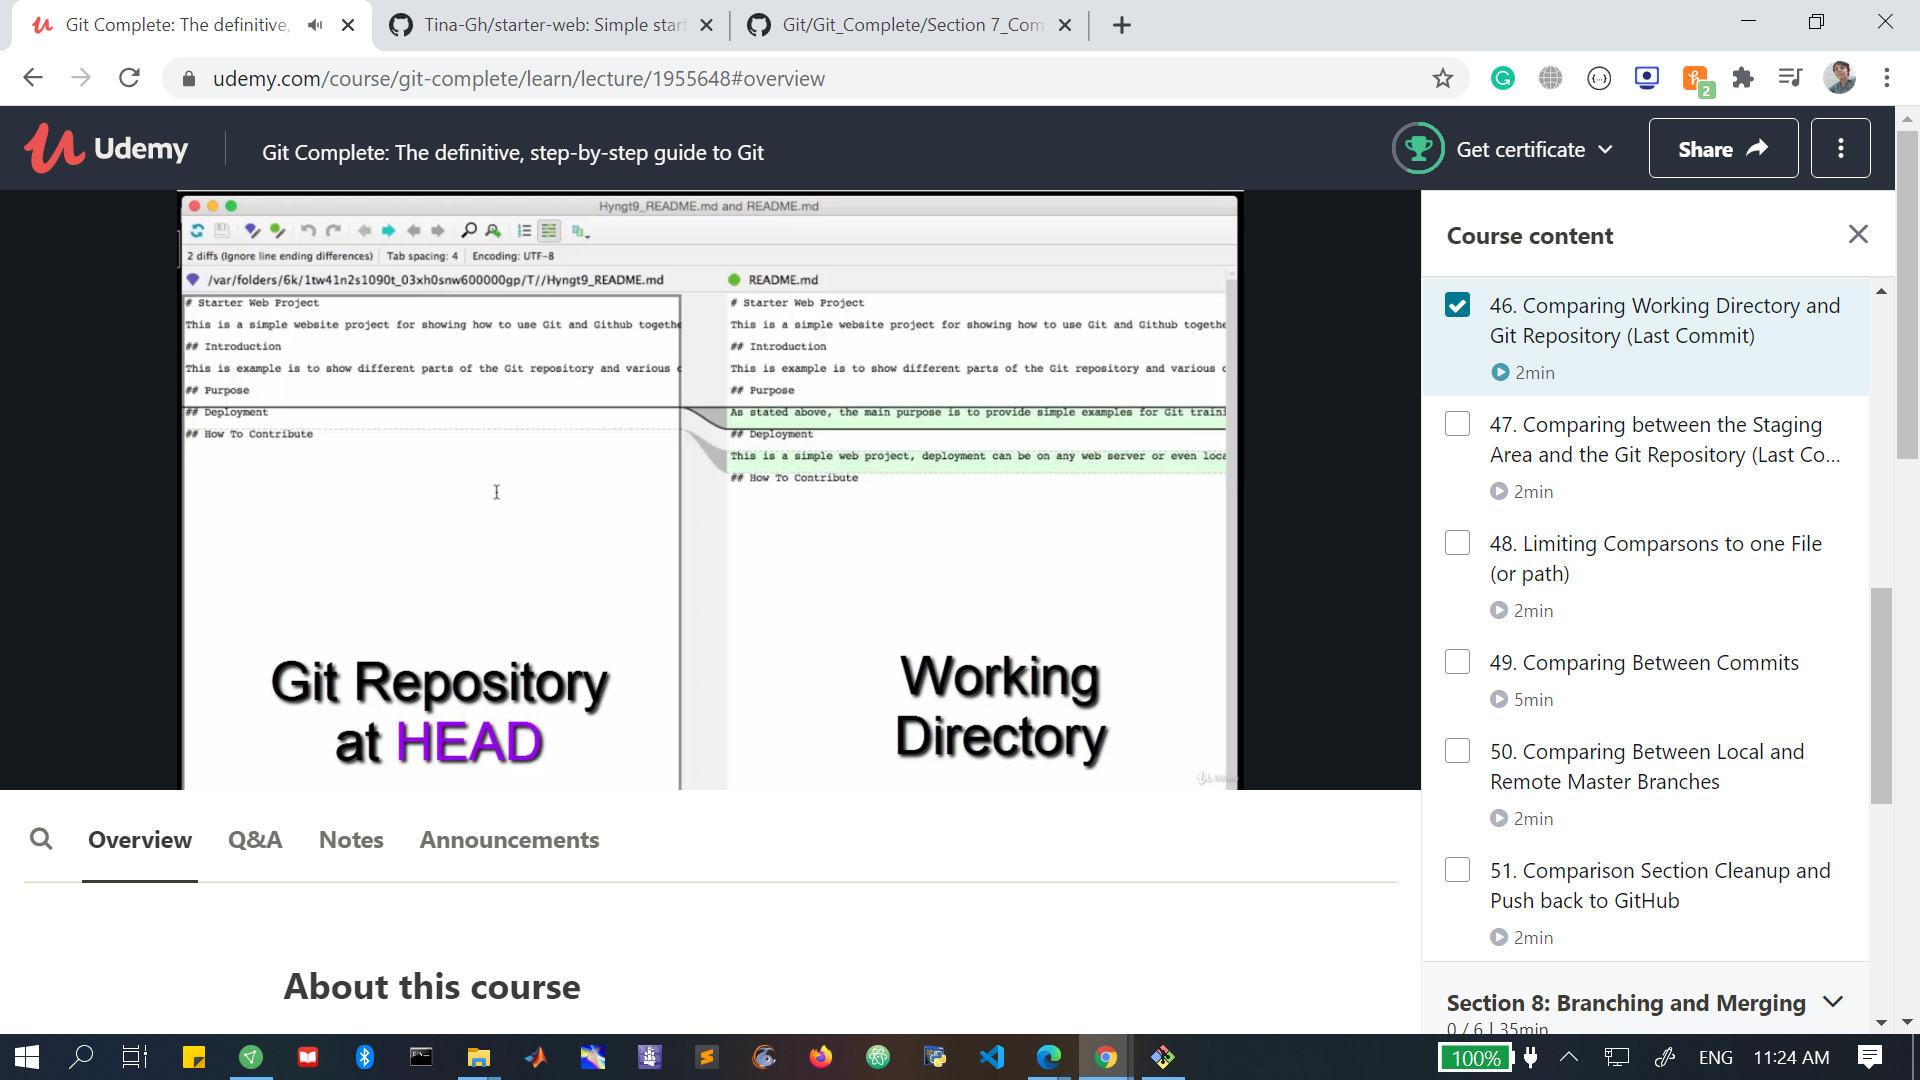 Git Complete: The definitive,
Tina-Gh/starter-web: Simple star
Git/Git_Complete/Section 7_Com
udemy.com/course/git-complete/learn/lecture/1955648#overview
2
Udemy
Git Complete: The definitive, step-by-step guide to Git
Get certificate
Share
Hyngt9_README.md and README.md
2 diffs (Ignore line ending differences)
Tab spacing: 4
Encoding: UTF-8
/var/folders/6k/1tw41n2s1090t_03xh0snw600000gp/T//Hyngt9_README.md
# Starter Web Project
This is a simple website project for showing how to use Git and Github togethe
## Introduction
This is example is to show different parts of the Git repository and various c
## Purpose
## Deployment
## How To Contribute
Git Repository
at HEAD
README.md
# Starter Web Project
This is a simple website project for showing how to use Git and Github togethe
## Introduction
This is example is to show different parts of the Git repository and various c
## Purpose
As stated above, the main purpose is to provide simple examples for Git traini
## Deployment
This is a simple web project, deployment can be on any web server or even loca
## How To Contribute
Working
Directory
Course content
46. Comparing Working Directory and
Git Repository (Last Commit)
2min
47. Comparing between the Staging
Area and the Git Repository (Last Co...
2min
48. Limiting Comparsons to one File
(or path)
2min
49. Comparing Between Commits
5min
50. Comparing Between Local and
Remote Master Branches
2min
51. Comparison Section Cleanup and
Push back to GitHub
2min
Section 8: Branching and Merging
0 / 6 | 35min
Overview
Q&A
Notes
Announcements
About this course
100%
ENG
11:24 AM